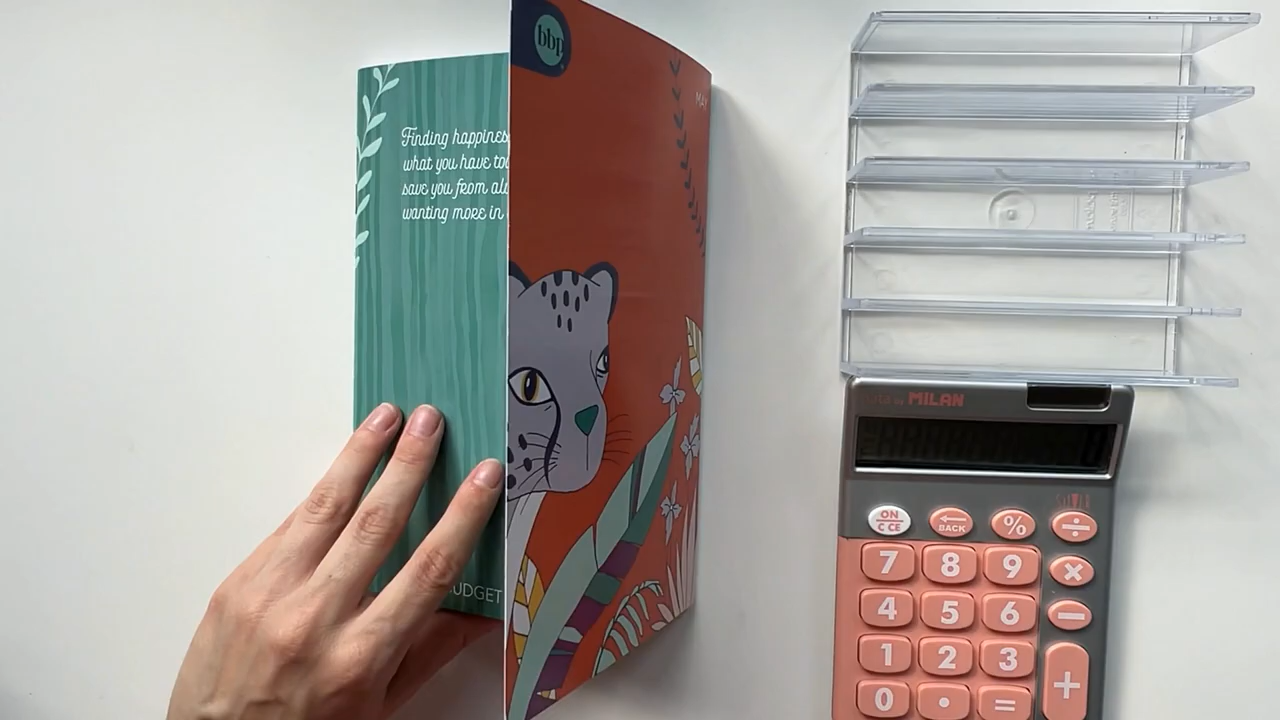 bbp
MAY
Finding happines
what you have to
save you from al
wanting more in
UDGET
MILAN
ON
C CE
BACK
%
÷
7
8
9
×
4
5
6
−
1
2
3
+
0
.
=